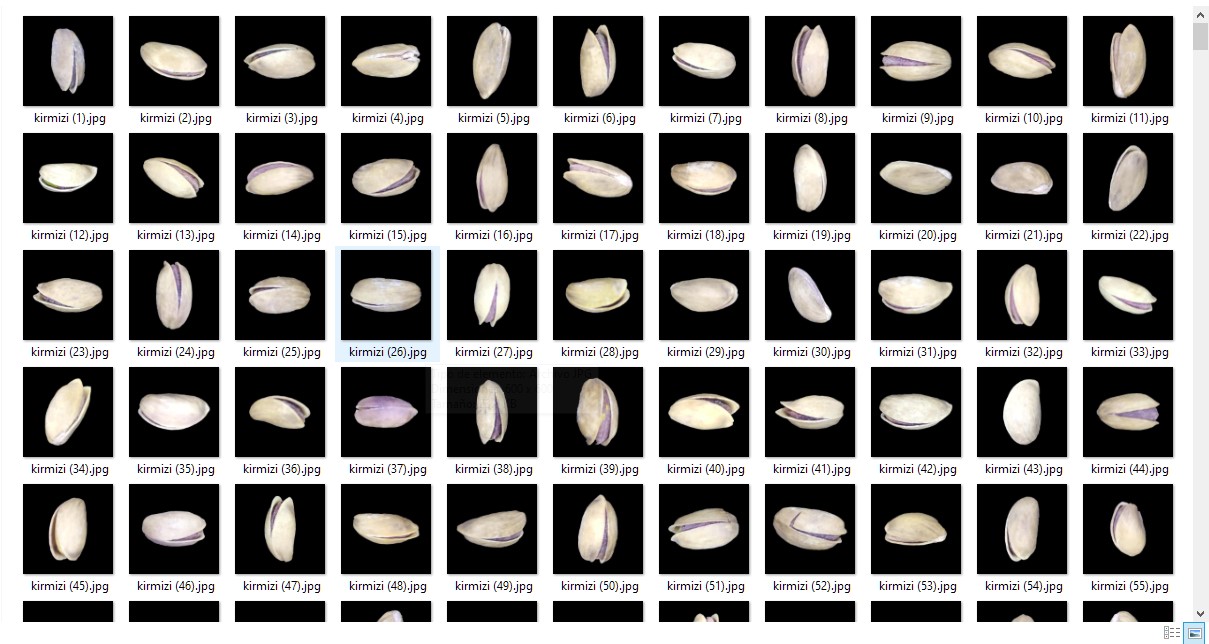 kirmizi (1).jpg kirmizi (2).jpg kirmizi (3).jpg kirmizi (4).jpg kirmizi (5).jpg kirmizi (6).jpg kirmizi (7).jpg kirmizi (8).jpg kirmizi (9).jpg kirmizi (10).jpg kirmizi (11).jpg
kirmizi (12).jpg kirmizi (13).jpg kirmizi (14).jpg kirmizi (15).jpg kirmizi (16).jpg kirmizi (17).jpg kirmizi (18).jpg kirmizi (19).jpg kirmizi (20).jpg kirmizi (21).jpg kirmizi (22).jpg
kirmizi (23).jpg kirmizi (24).jpg kirmizi (25).jpg kirmizi (26).jpg kirmizi (27).jpg kirmizi (28).jpg kirmizi (29).jpg kirmizi (30).jpg kirmizi (31).jpg kirmizi (32).jpg kirmizi (33).jpg
kirmizi (34).jpg kirmizi (35).jpg kirmizi (36).jpg kirmizi (37).jpg kirmizi (38).jpg kirmizi (39).jpg kirmizi (40).jpg kirmizi (41).jpg kirmizi (42).jpg kirmizi (43).jpg kirmizi (44).jpg
kirmizi (45).jpg kirmizi (46).jpg kirmizi (47).jpg kirmizi (48).jpg kirmizi (49).jpg kirmizi (50).jpg kirmizi (51).jpg kirmizi (52).jpg kirmizi (53).jpg kirmizi (54).jpg kirmizi (55).jpg